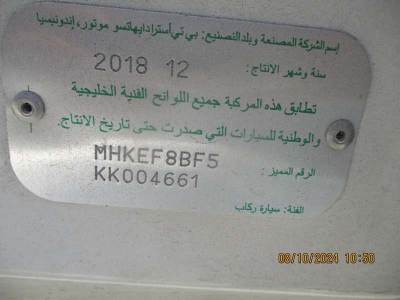 إسم الشركة المصنعة وبلد التصنيع: بي تي أسترا دايهاتسو موتور، إندونيسيا
سنة وشهر الانتاج: 2018 12
تطابق هذه المركبة جميع اللوائح الفنية الخليجية
والوطنية للسيارات التي صدرت حتى تاريخ الانتاج.
الرقم المميز: MHKEF8BF5
KK004661
الفئة: سيارة ركاب
08/10/2024 10:50